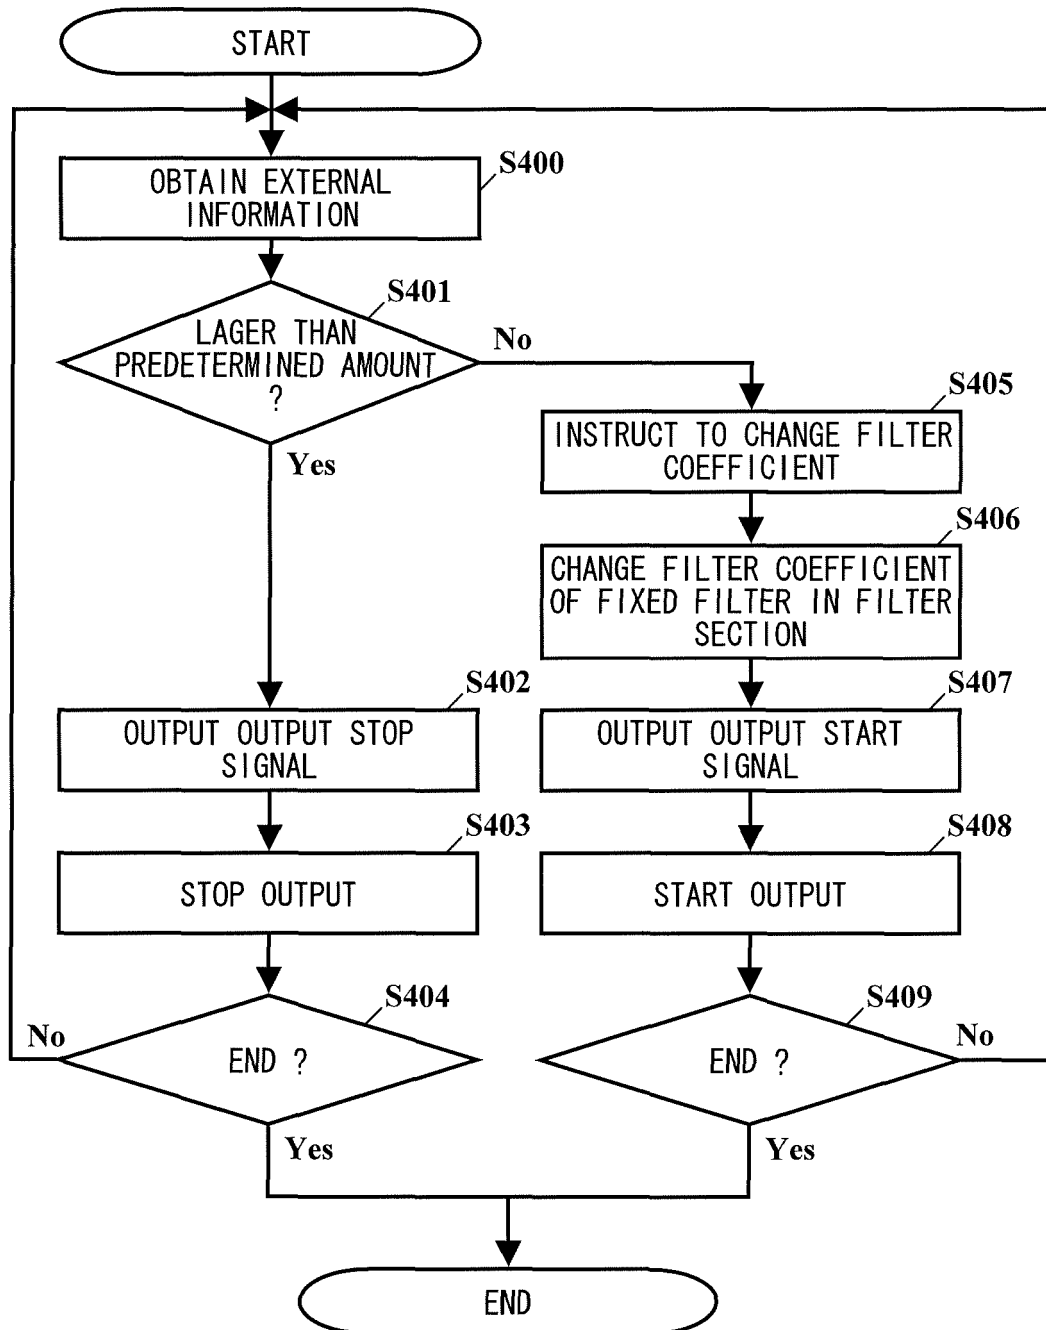 START
S400
OBTAIN EXTERNAL
INFORMATION
S401
LAGER THAN
PREDETERMINED AMOUNT
?
No
Yes
S405
INSTRUCT TO CHANGE FILTER
COEFFICIENT
S406
CHANGE FILTER COEFFICIENT
OF FIXED FILTER IN FILTER
SECTION
S402
OUTPUT OUTPUT STOP
SIGNAL
S407
OUTPUT OUTPUT START
SIGNAL
S403
STOP OUTPUT
S408
START OUTPUT
S404
No
END ?
Yes
S409
END ?
No
Yes
END